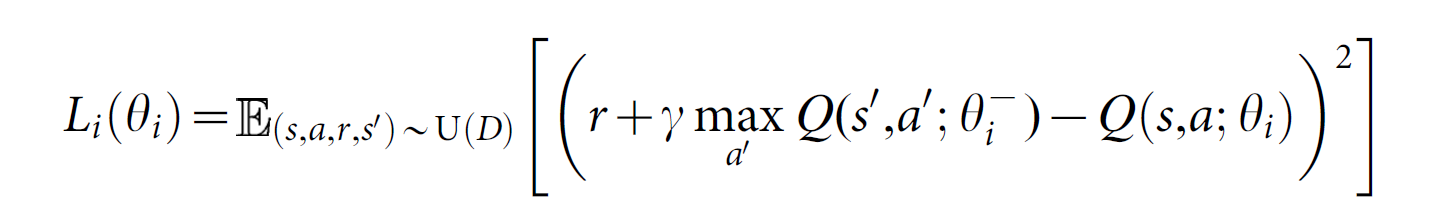 L_i(θ_i) = 𝔼_{(s,a,r,s′)∼U(D)} [ ( r + γ max_{a′} Q(s′,a′; θ_i^−) − Q(s,a; θ_i) )^2 ]